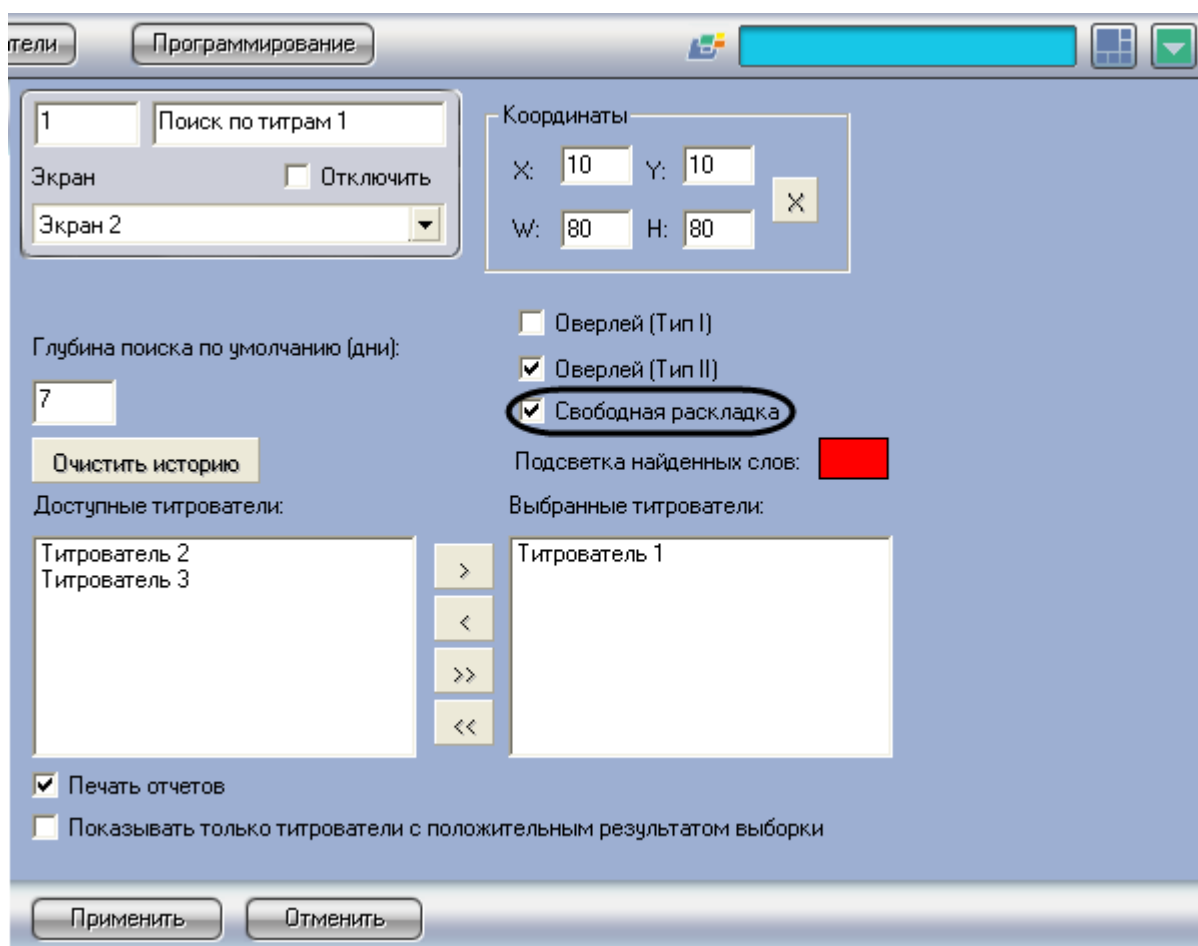 тели Программирование
1 Поиск по титрам 1
Экран Отключить
Экран 2
Координаты
X: 10 Y: 10
X
W: 80 H: 80
Оверлей (Тип I)
Глубина поиска по умолчанию (дни):
Оверлей (Тип II)
7
Свободная раскладка
Очистить историю
Подсветка найденных слов:
Доступные титрователи:
Выбранные титрователи:
Титрователь 2
Титрователь 3
>
<
>>
<<
Титрователь 1
Печать отчетов
Показывать только титрователи с положительным результатом выборки
Применить Отменить